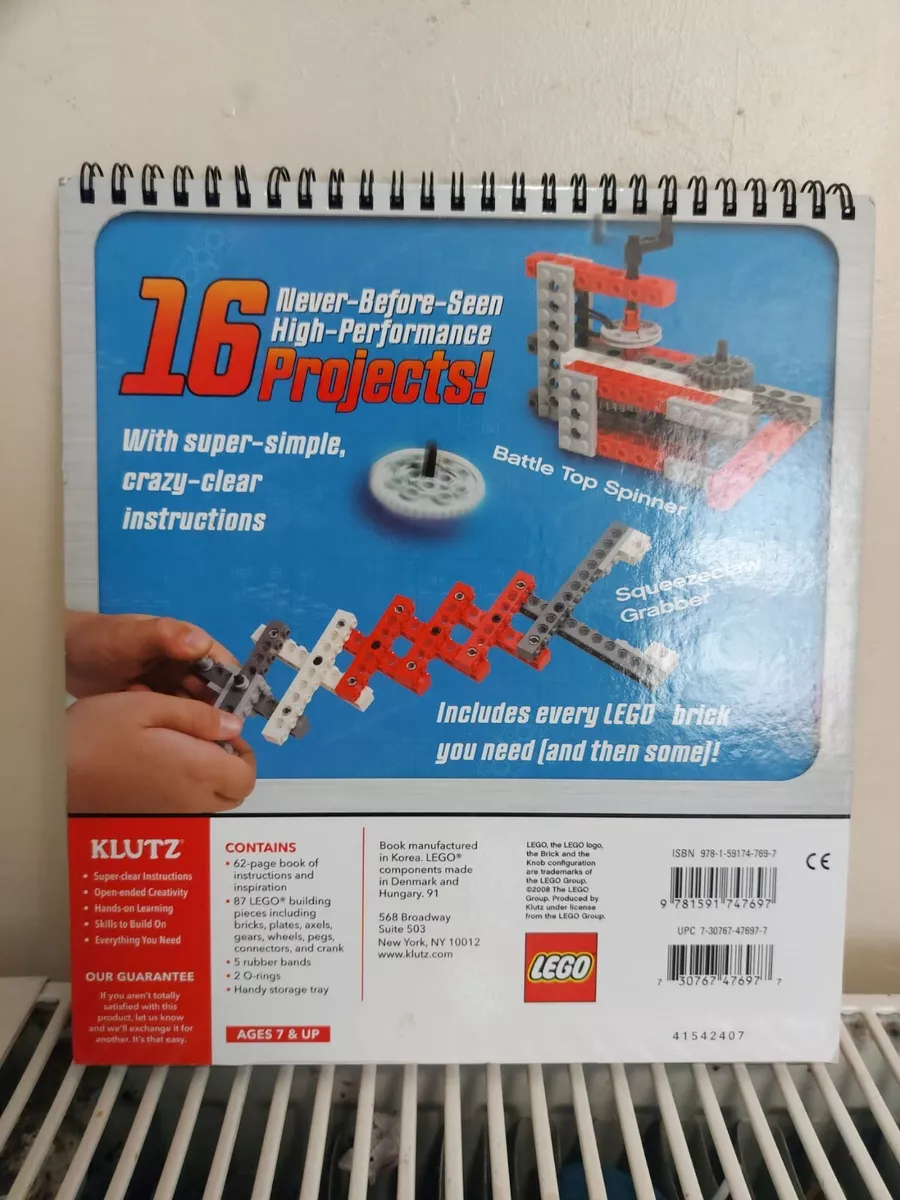 16 Never-Before-Seen
High-Performance
Projects!
With super-simple,
crazy-clear
instructions
Battle Top Spinner
Squeezeclaw
Grabber
Includes every LEGO® brick
you need (and then some)!
KLUTZ®
• Super-clear Instructions
• Open-ended Creativity
• Hands-on Learning
• Skills to Build On
• Everything You Need
OUR GUARANTEE
If you aren't totally
satisfied with this
product, let us know
and we'll exchange it for
another. It's that easy.
CONTAINS
• 62-page book of
instructions and
inspiration
• 87 LEGO® building
pieces including
bricks, plates, axels,
gears, wheels, pegs,
connectors, and crank
• 5 rubber bands
• 2 O-rings
• Handy storage tray
AGES 7 & UP
Book manufactured
in Korea. LEGO®
components made
in Denmark and
Hungary. 91
568 Broadway
Suite 503
New York, NY 10012
www.klutz.com
LEGO, the LEGO logo,
the Brick and the
Knob configuration
are trademarks of
the LEGO Group.
©2008 The LEGO
Group. Produced by
Klutz under license
from the LEGO Group.
LEGO
ISBN 978-1-59174-769-7
9 781591 747697
UPC 7-30767-47697-7
7 30767 47697 7
41542407
CE